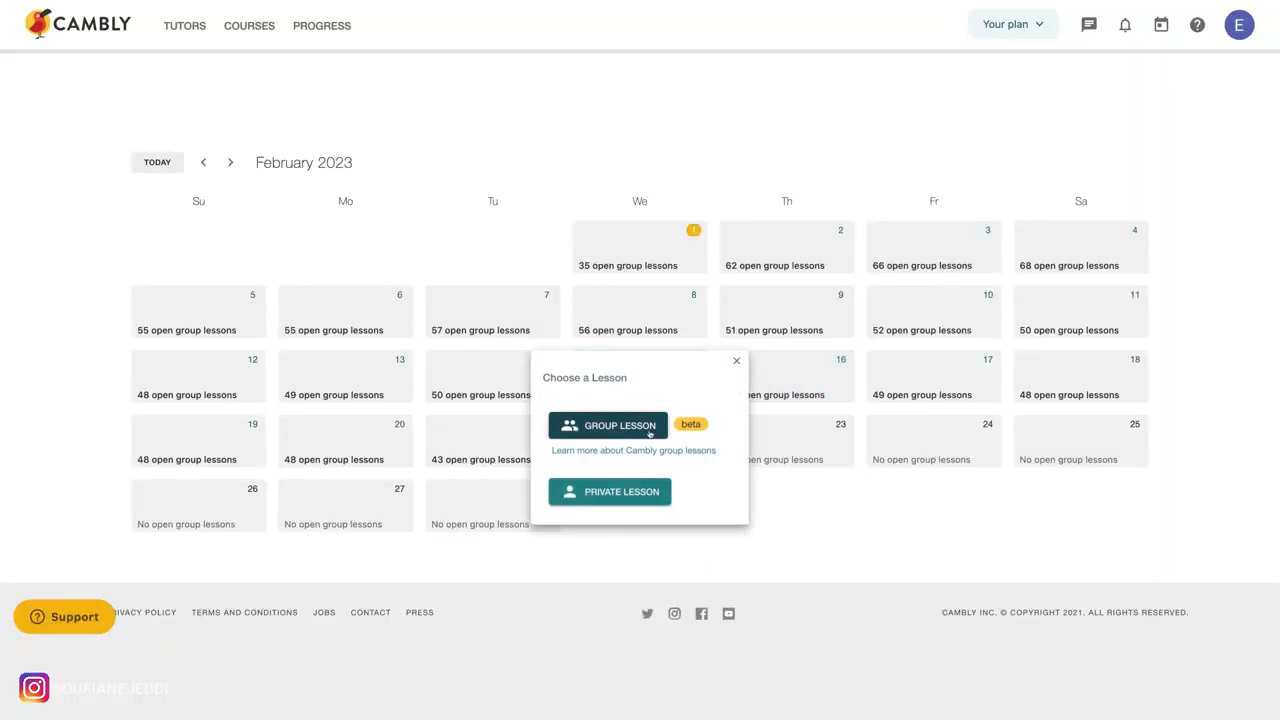 CAMBLY TUTORS COURSES PROGRESS Your plan E
TODAY February 2023
Su Mo Tu We Th Fr Sa
1 2 3 4
35 open group lessons 62 open group lessons 66 open group lessons 68 open group lessons
5 6 7 8 9 10 11
55 open group lessons 55 open group lessons 57 open group lessons 56 open group lessons 51 open group lessons 52 open group lessons 50 open group lessons
12 13 16 17 18
Choose a Lesson
48 open group lessons 49 open group lessons 50 open group lessons open group lessons 49 open group lessons 48 open group lessons
19 20 23 24 25
GROUP LESSON beta
Learn more about Cambly group lessons
48 open group lessons 48 open group lessons 43 open group lessons open group lessons No open group lessons No open group lessons
26 27
PRIVATE LESSON
No open group lessons No open group lessons No open group lessons
Support
RIVACY POLICY TERMS AND CONDITIONS JOBS CONTACT PRESS CAMBLY INC. © COPYRIGHT 2021. ALL RIGHTS RESERVED.